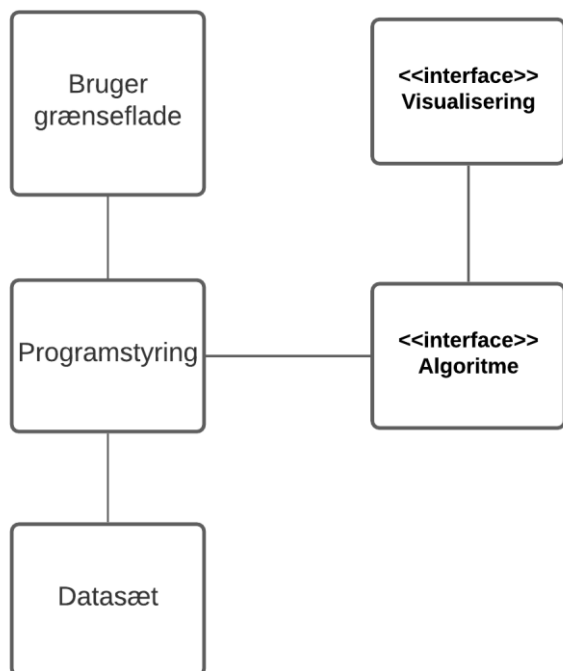 Bruger
grænseflade
<<interface>>
Visualisering
Programstyring
<<interface>>
Algoritme
Datasæt